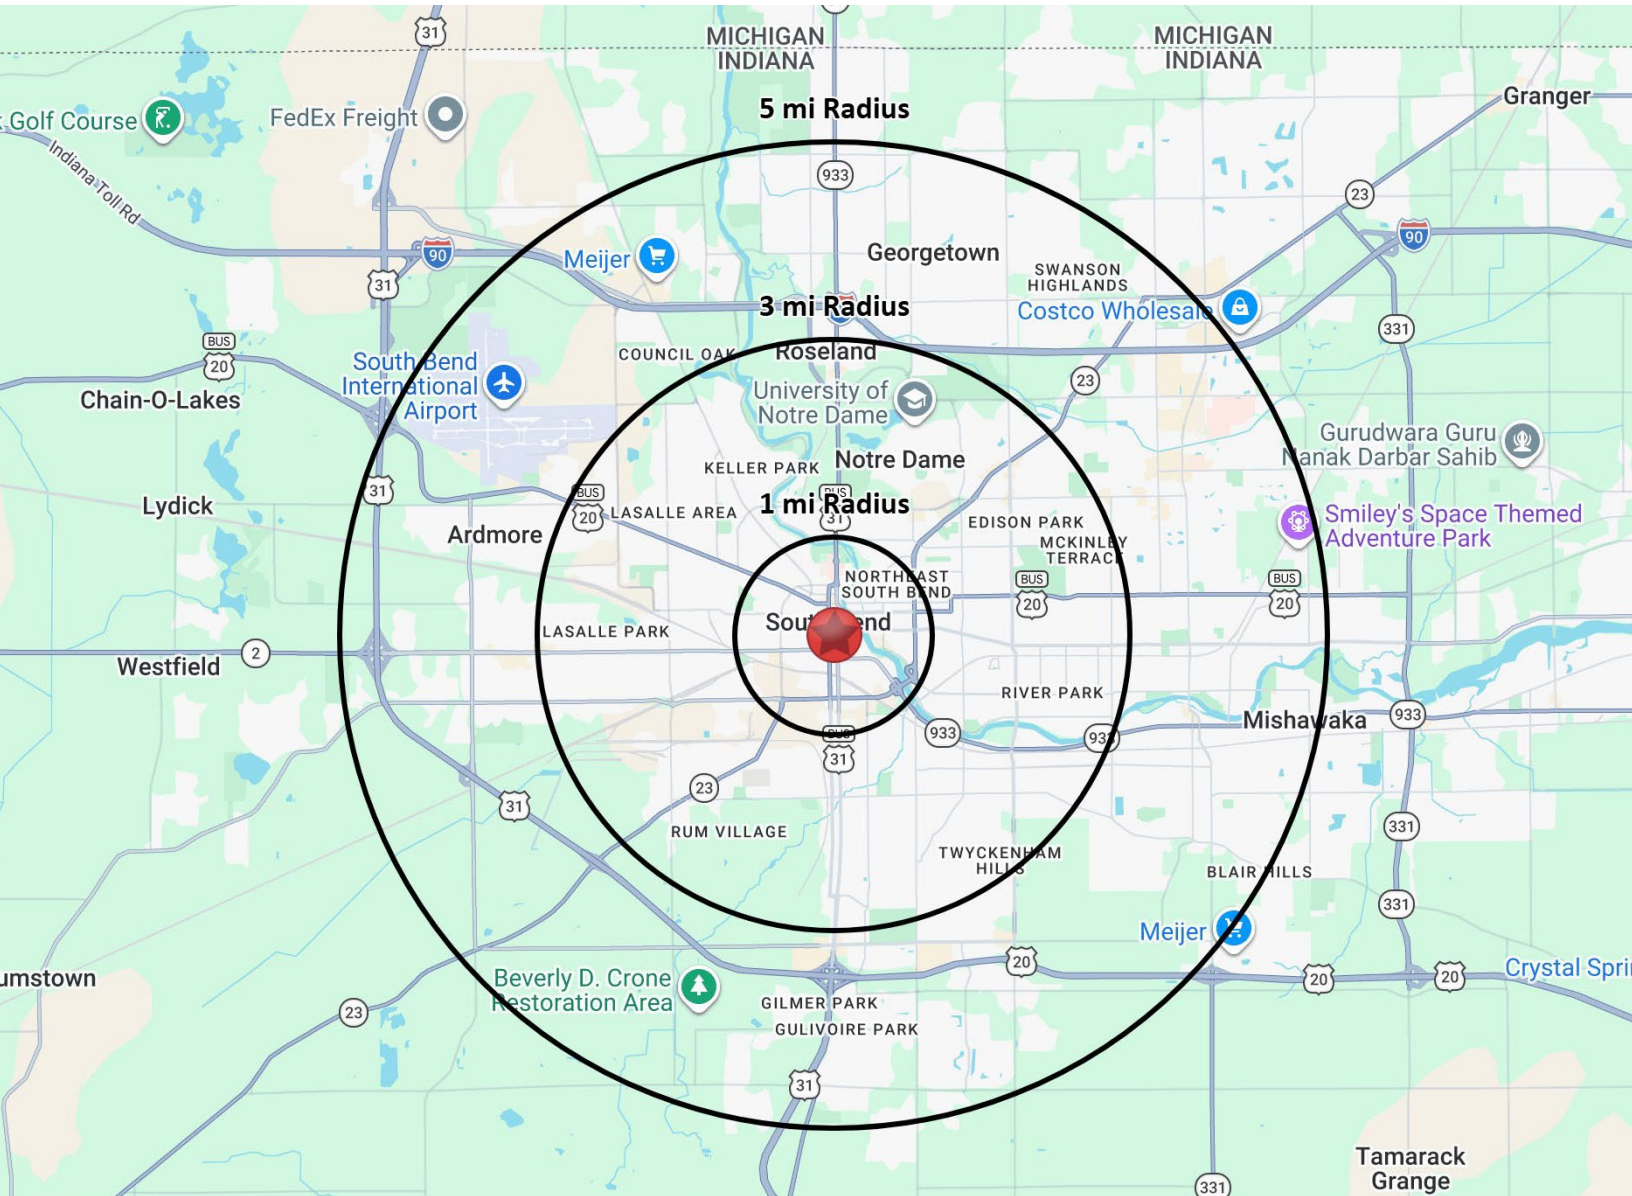 31
MICHIGAN
INDIANA
MICHIGAN
INDIANA
Granger
5 mi Radius
Golf Course
FedEx Freight
Indiana Toll Rd
933
23
90
Georgetown
90
Meijer
SWANSON
HIGHLANDS
31
3 mi Radius
Costco Wholesale
331
BUS
20
COUNCIL OAK
Roseland
South Bend
International
Airport
23
University of
Notre Dame
Chain-O-Lakes
Gurudwara Guru
Nanak Darbar Sahib
KELLER PARK
Notre Dame
31
BUS
20
BUS
31
1 mi Radius
Lydick
LASALLE AREA
EDISON PARK
Smiley's Space Themed
Adventure Park
Ardmore
MCKINLEY
TERRACE
NORTHEAST
SOUTH BEND
BUS
20
BUS
20
South Bend
LASALLE PARK
2
Westfield
RIVER PARK
Mishawaka
933
933
933
BUS
31
23
31
RUM VILLAGE
331
TWYCKENHAM
HILLS
BLAIR HILLS
331
Meijer
20
20
20
Crystal Spri
umstown
Beverly D. Crone
Restoration Area
GILMER PARK
23
GULIVOIRE PARK
31
Tamarack
Grange
331